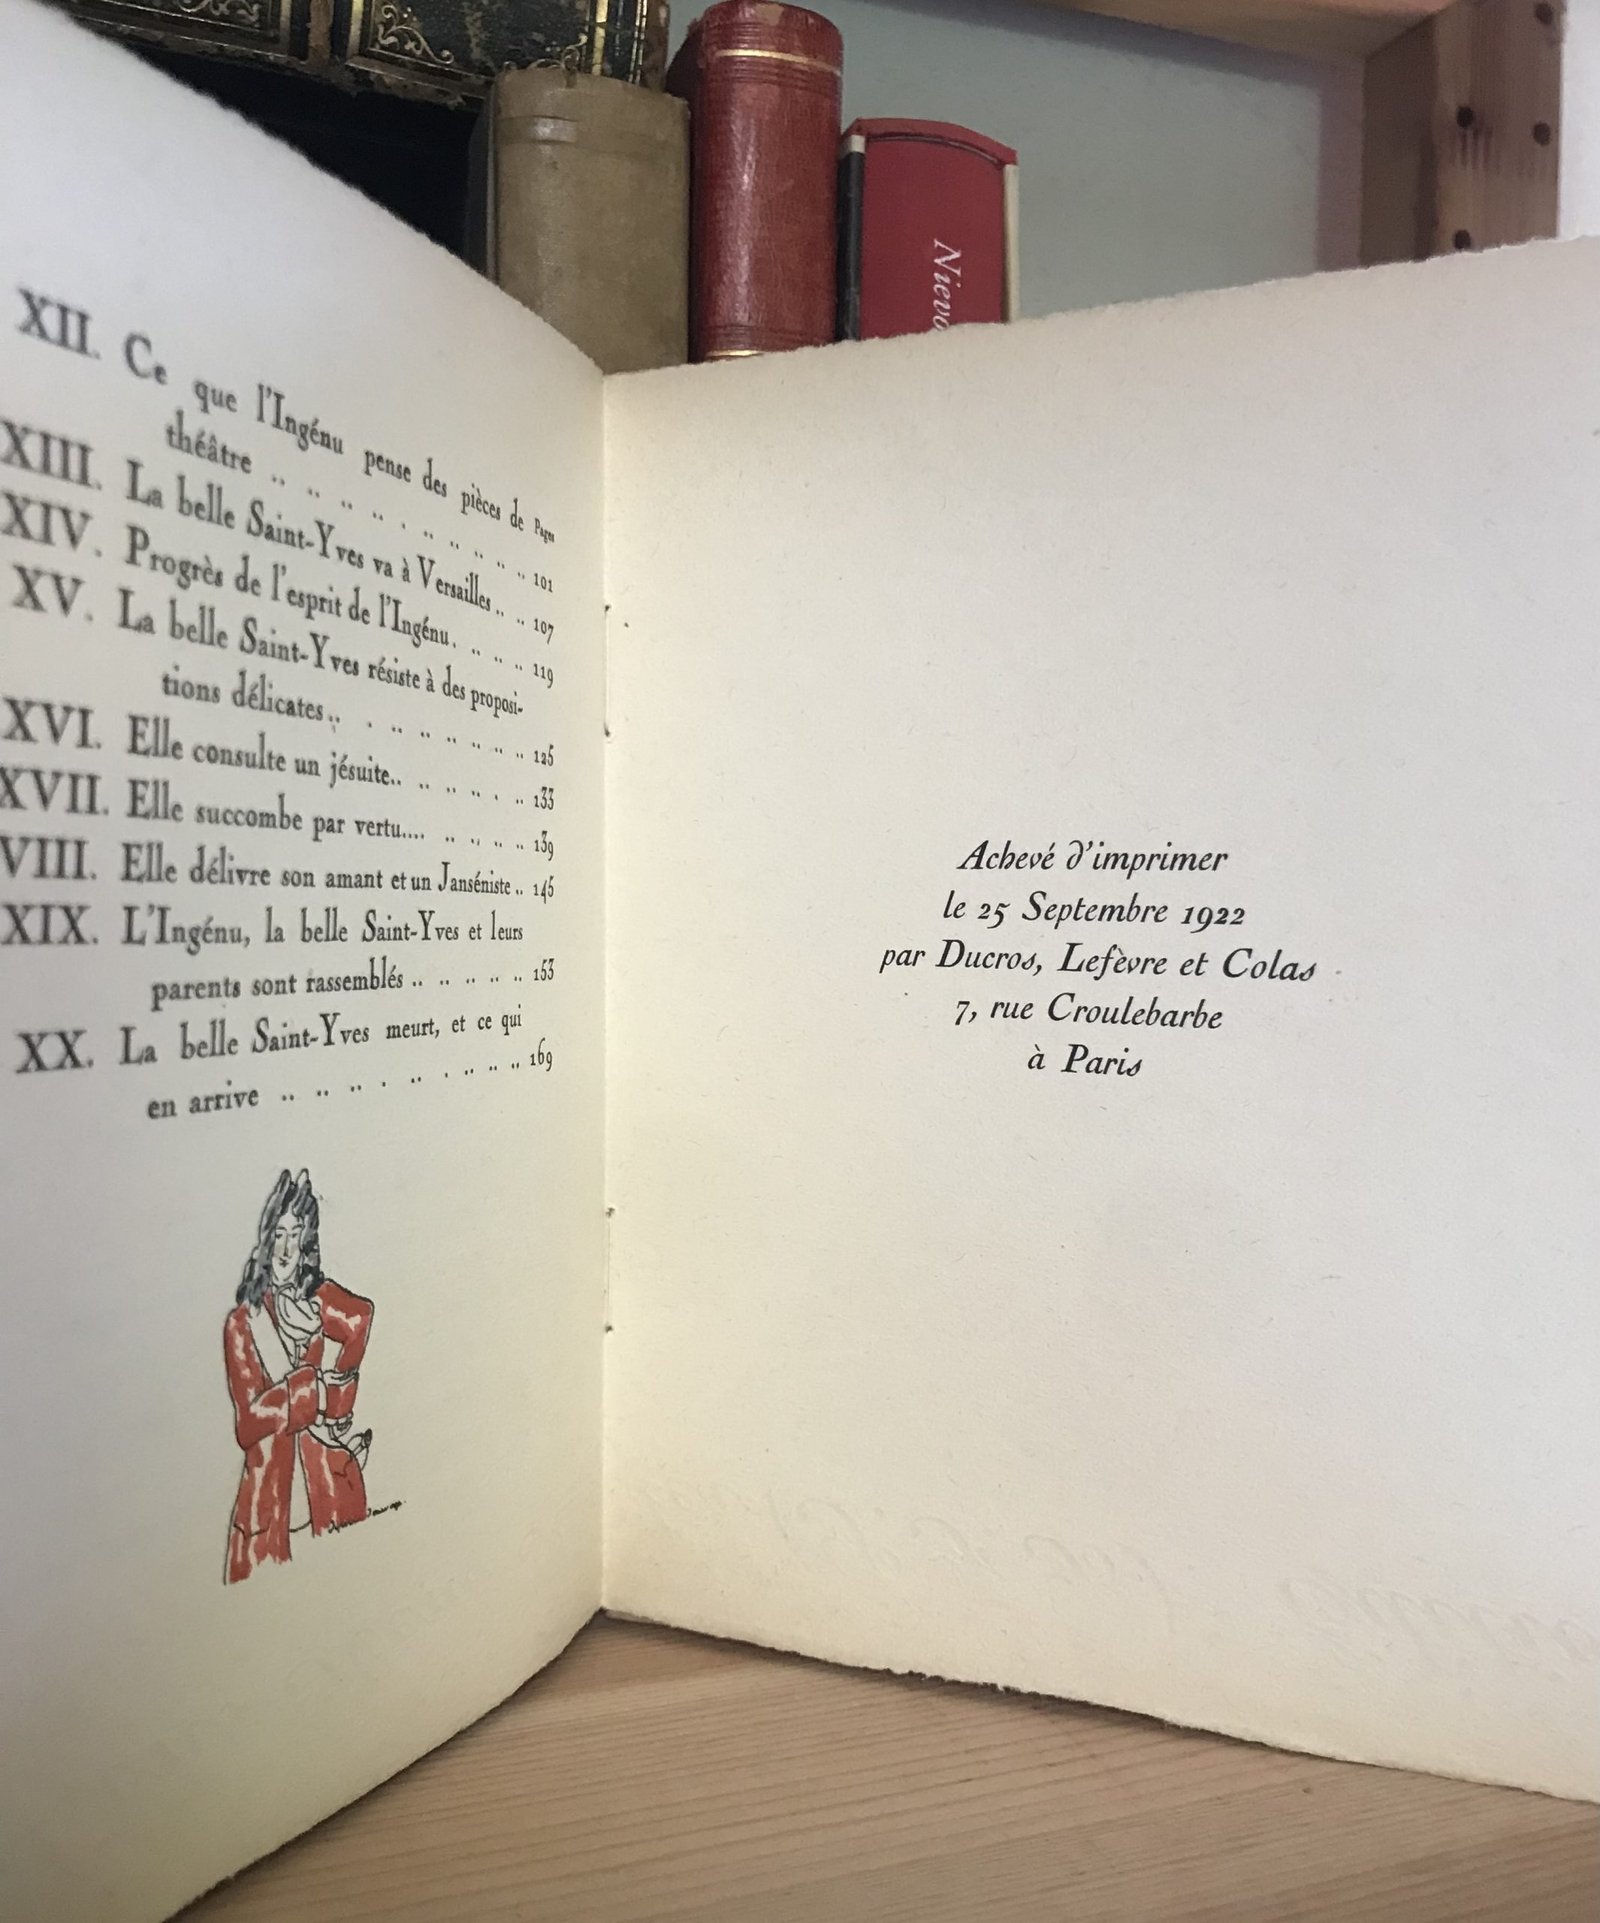 Nievo
XII. Ce que l'Ingénu pense des pièces de Pages
théâtre .. .. .. .. . .. .. .. .. 101
XIII. La belle Saint-Yves va à Versailles .. .. 107
XIV. Progrès de l'esprit de l'Ingénu. .. .. .. 119
XV. La belle Saint-Yves résiste à des proposi-
tions délicates .. . .. .. .. .. .. .. 125
XVI. Elle consulte un jésuite.. .. .. .. . .. 133
XVII. Elle succombe par vertu.... .. .. .. .. 139
VIII. Elle délivre son amant et un Janséniste .. 145
XIX. L'Ingénu, la belle Saint-Yves et leurs
parents sont rassemblés .. .. .. .. .. 153
XX. La belle Saint-Yves meurt, et ce qui
en arrive .. .. .. . .. . .. .. .. 169
Achevé d'imprimer
le 25 Septembre 1922
par Ducros, Lefèvre et Colas
7, rue Croulebarbe
à Paris